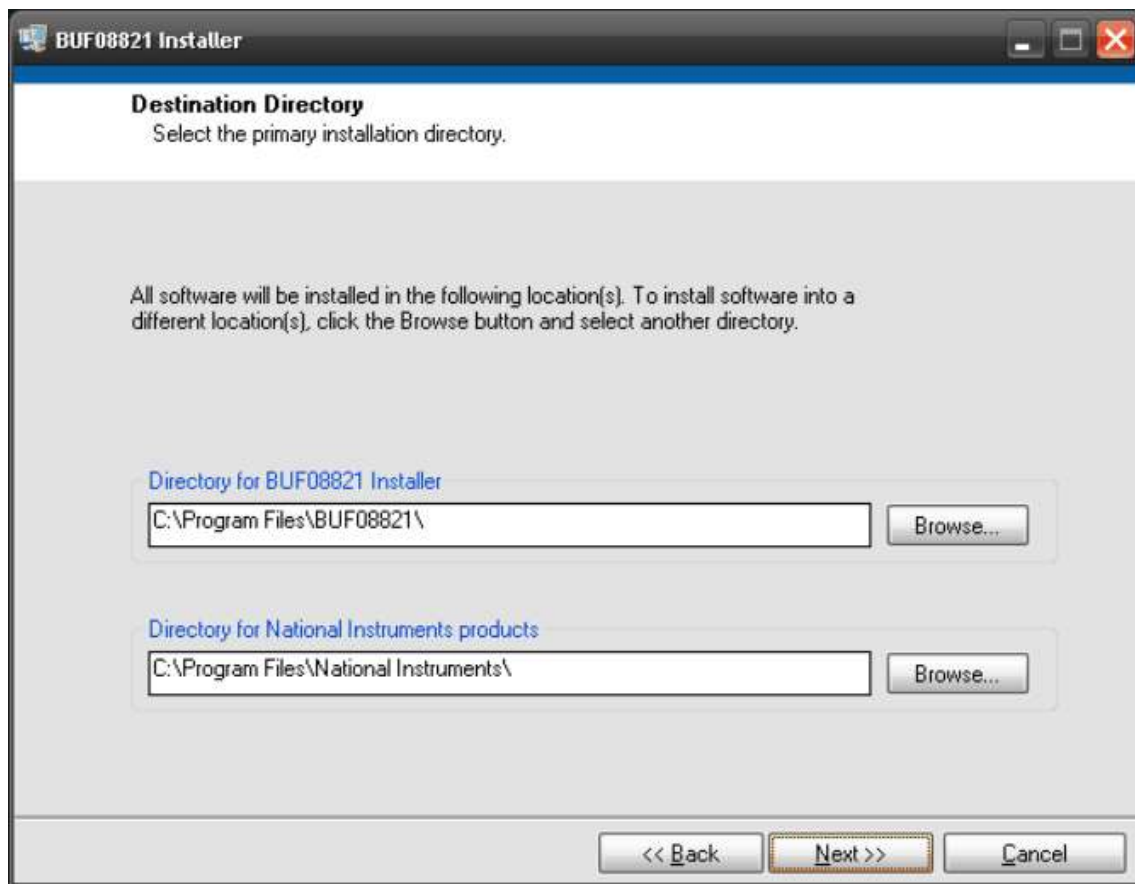 BUF08821 Installer
Destination Directory
Select the primary installation directory.
All software will be installed in the following location(s). To install software into a
different location(s), click the Browse button and select another directory.
Directory for BUF08821 Installer
C:\Program Files\BUF08821\
Browse...
Directory for National Instruments products
C:\Program Files\National Instruments\
Browse...
<< Back
Next >>
Cancel